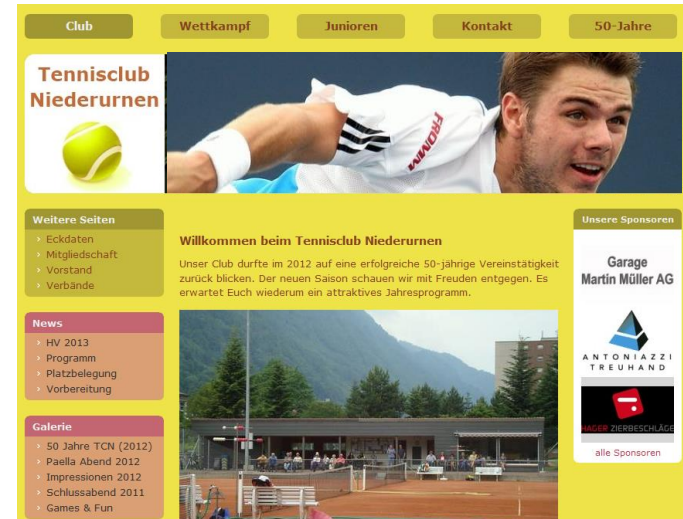 Club
Wettkampf
Junioren
Kontakt
50-Jahre
Tennisclub
Niederurnen
FROMM
Weitere Seiten
Eckdaten
Mitgliedschaft
Vorstand
Verbände
News
HV 2013
Programm
Platzbelegung
Vorbereitung
Galerie
50 Jahre TCN (2012)
Paella Abend 2012
Impressionen 2012
Schlussabend 2011
Games & Fun
Willkommen beim Tennisclub Niederurnen
Unser Club durfte im 2012 auf eine erfolgreiche 50-jährige Vereinstätigkeit
zurück blicken. Der neuen Saison schauen wir mit Freuden entgegen. Es
erwartet Euch wiederum ein attraktives Jahresprogramm.
Unsere Sponsoren
Garage
Martin Müller AG
ANTONIAZZI
TREUHAND
HAGER ZIERBESCHLÄGE
alle Sponsoren